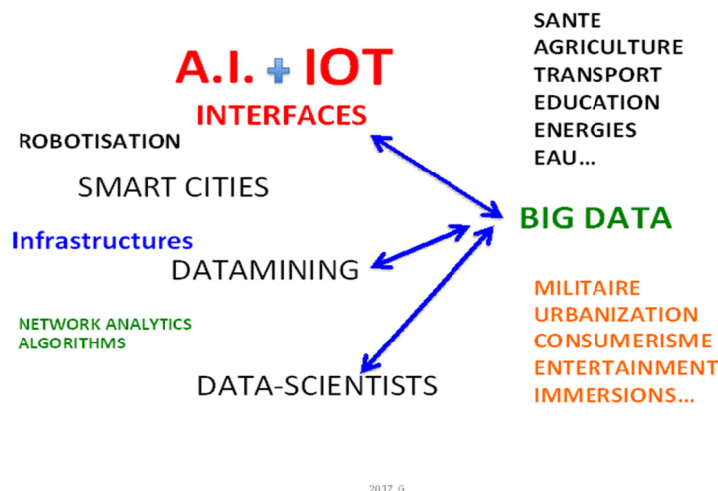 A.I. + IOT
INTERFACES
ROBOTISATION
SMART CITIES
Infrastructures
DATAMINING
NETWORK ANALYTICS
ALGORITHMS
DATA-SCIENTISTS
SANTE
AGRICULTURE
TRANSPORT
EDUCATION
ENERGIES
EAU...
BIG DATA
MILITAIRE
URBANIZATION
CONSUMERISME
ENTERTAINMENT
IMMERSIONS...
2017 G